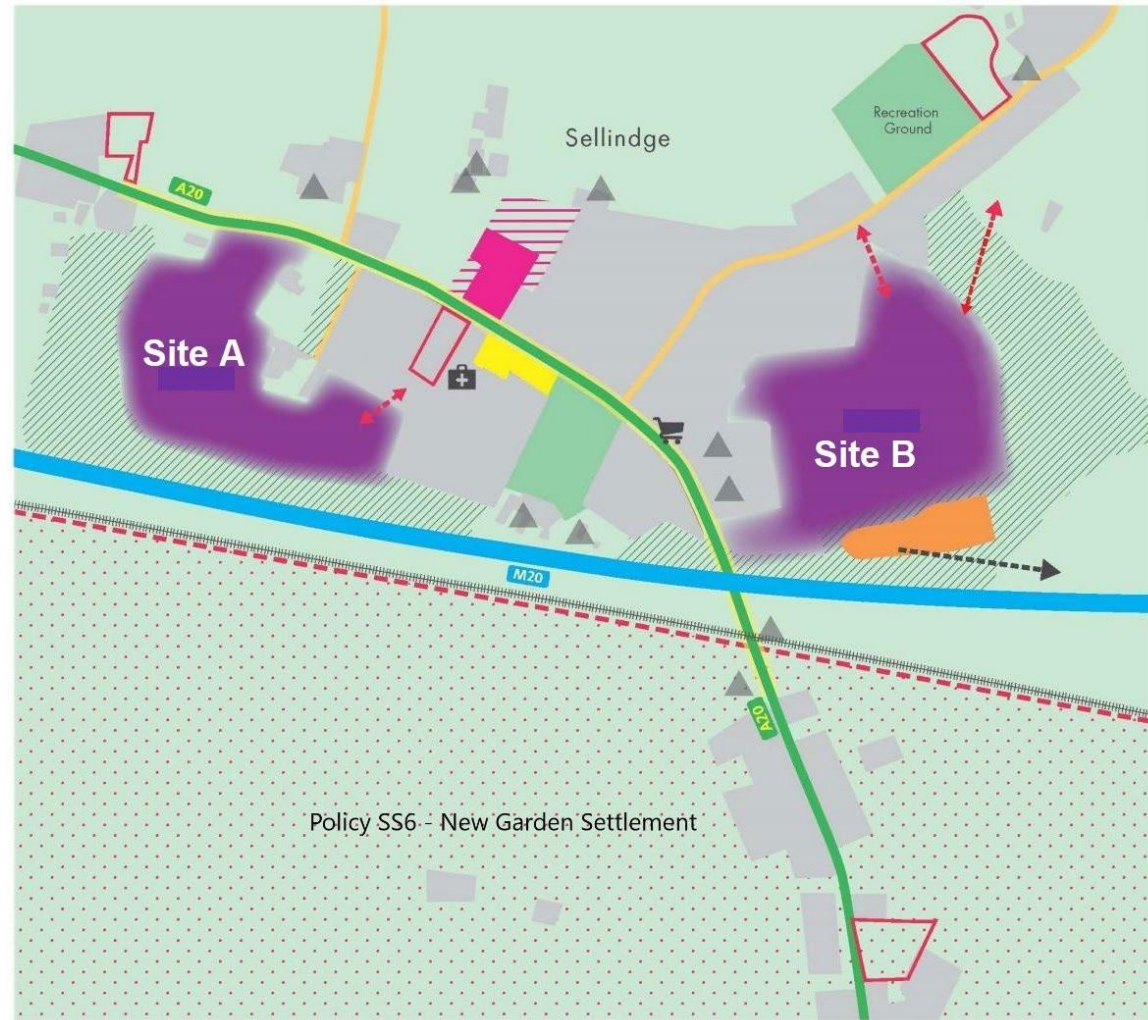 Sellindge
Recreation
Ground
A20
Site A
Site B
M20
A20
Policy SS6 - New Garden Settlement